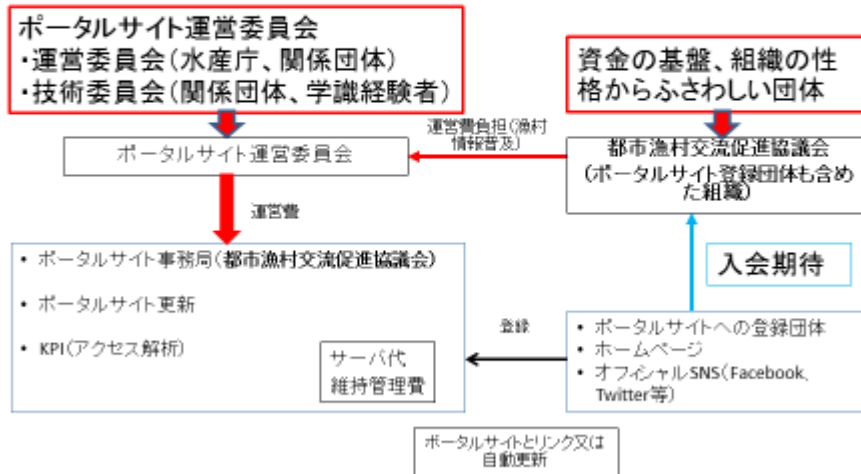 ポータルサイト運営委員会
・運営委員会(水産庁、関係団体)
・技術委員会(関係団体、学識経験者)
資金の基盤、組織の性
格からふさわしい団体
運営費負担(漁村
情報普及)
ポータルサイト運営委員会
都市漁村交流促進協議会
(ポータルサイト登録団体も含め
た組織)
運営費
• ポータルサイト事務局(都市漁村交流促進協議会)
• ポータルサイト更新
• KPI(アクセス解析)
サーバ代
維持管理費
入会期待
登録
• ポータルサイトへの登録団体
• ホームページ
• オフィシャルSNS(Facebook、
Twitter等)
ポータルサイトとリンク又は
自動更新